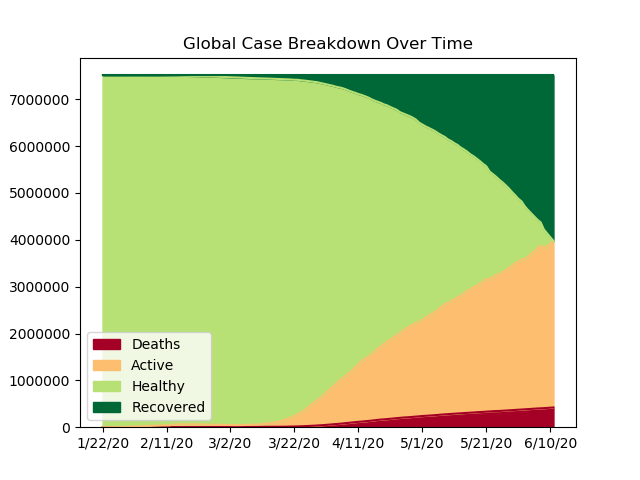 Global Case Breakdown Over Time
7000000
6000000
5000000
4000000
3000000
2000000
1000000
0
Deaths
Active
Healthy
Recovered
1/22/20 2/11/20 3/2/20 3/22/20 4/11/20 5/1/20 5/21/20 6/10/20